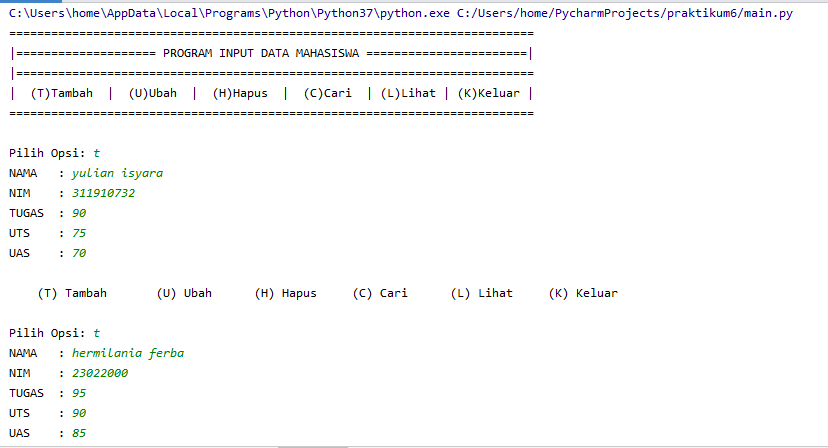 C:\Users\home\AppData\Local\Programs\Python\Python37\python.exe C:/Users/home/PycharmProjects/praktikum6/main.py
===========================================================================
|==================== PROGRAM INPUT DATA MAHASISWA =======================|
|==========================================================================
|  (T)Tambah  |  (U)Ubah  |  (H)Hapus  |  (C)Cari  | (L)Lihat | (K)Keluar |
===========================================================================
Pilih Opsi: t
NAMA   : yulian isyara
NIM    : 311910732
TUGAS  : 90
UTS    : 75
UAS    : 70
(T) Tambah       (U) Ubah      (H) Hapus     (C) Cari      (L) Lihat     (K) Keluar
Pilih Opsi: t
NAMA   : hermilania ferba
NIM    : 23022000
TUGAS  : 95
UTS    : 90
UAS    : 85